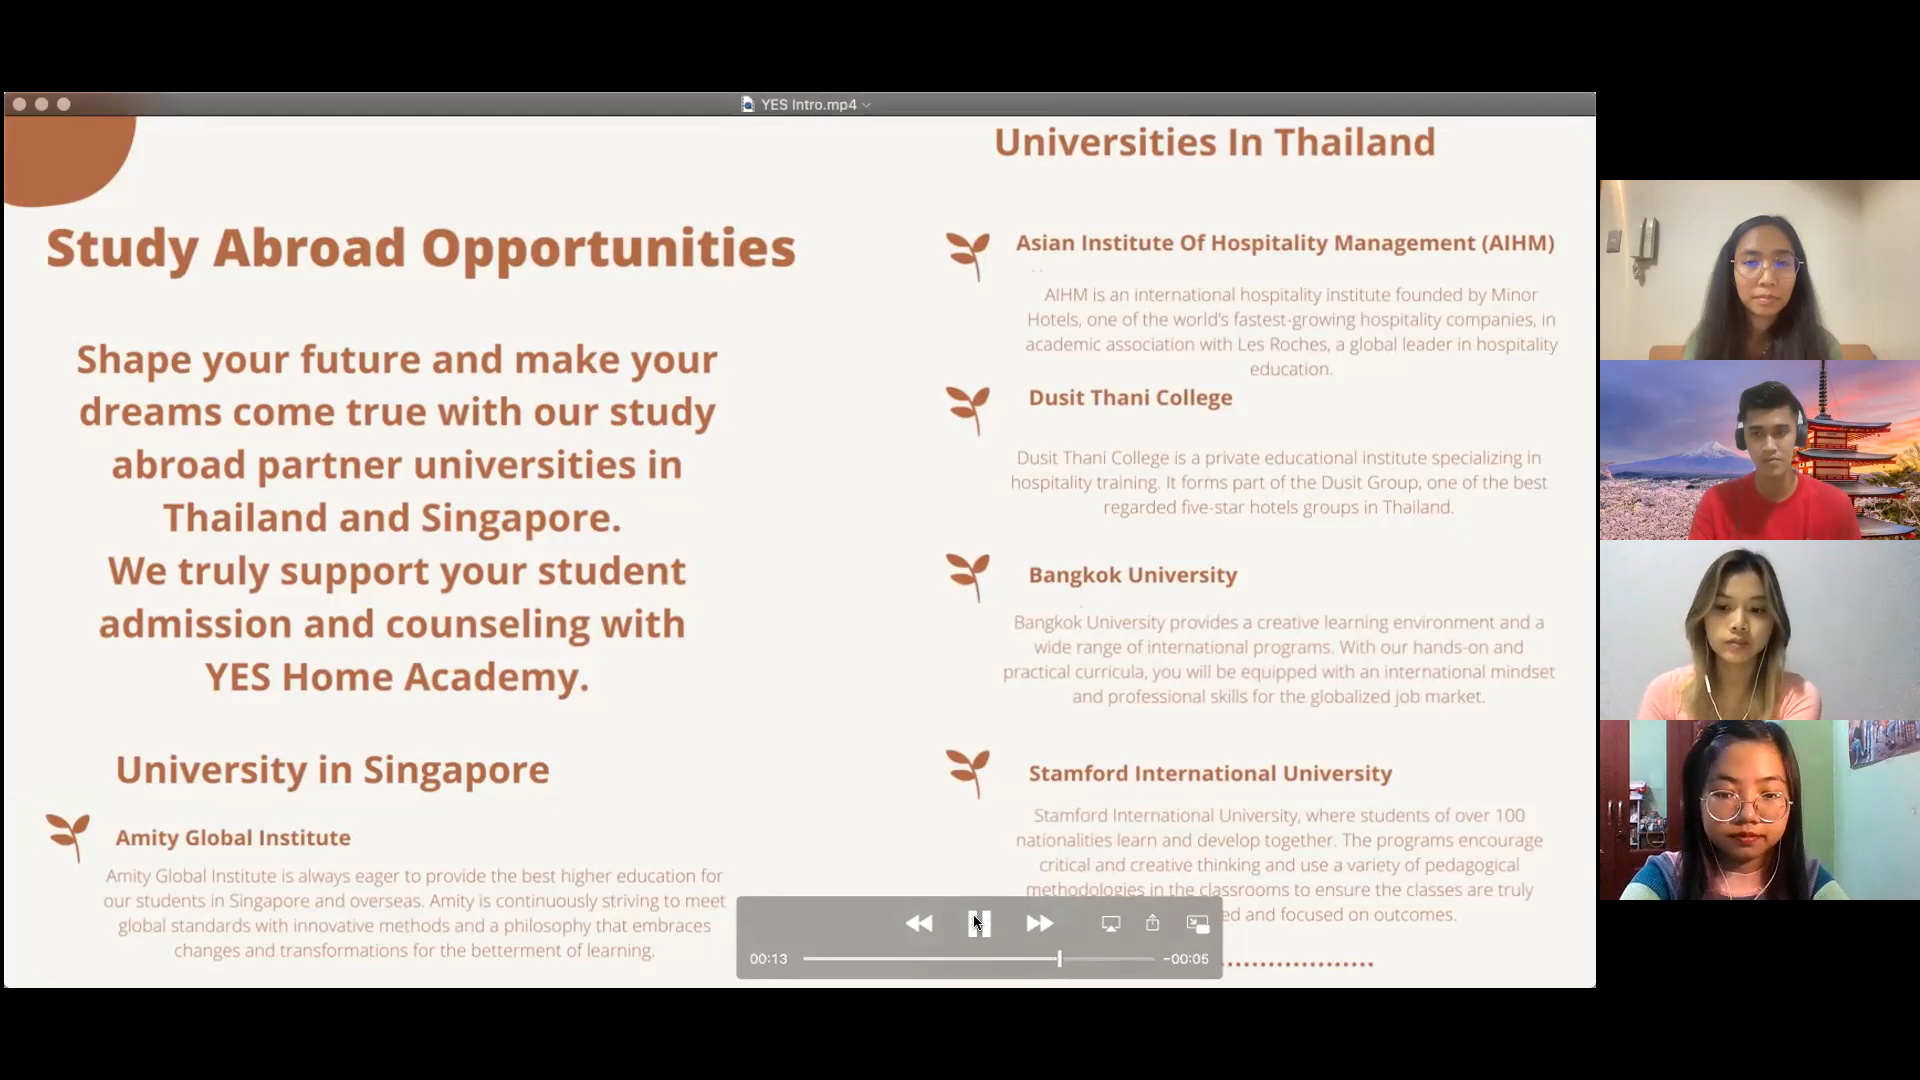 YES Intro.mp4
Study Abroad Opportunities
Shape your future and make your
dreams come true with our study
abroad partner universities in
Thailand and Singapore.
We truly support your student
admission and counseling with
YES Home Academy.
University in Singapore
Amity Global Institute
Amity Global Institute is always eager to provide the best higher education for
our students in Singapore and overseas. Amity is continuously striving to meet
global standards with innovative methods and a philosophy that embraces
changes and transformations for the betterment of learning.
Universities In Thailand
Asian Institute Of Hospitality Management (AIHM)
AIHM is an international hospitality institute founded by Minor
Hotels, one of the world's fastest-growing hospitality companies, in
academic association with Les Roches, a global leader in hospitality
education.
Dusit Thani College
Dusit Thani College is a private educational institute specializing in
hospitality training. It forms part of the Dusit Group, one of the best
regarded five-star hotels groups in Thailand.
Bangkok University
Bangkok University provides a creative learning environment and a
wide range of international programs. With our hands-on and
practical curricula, you will be equipped with an international mindset
and professional skills for the globalized job market.
Stamford International University
Stamford International University, where students of over 100
nationalities learn and develop together. The programs encourage
critical and creative thinking and use a variety of pedagogical
methodologies in the classrooms to ensure the classes are truly
and focused on outcomes.
00:13
-00:05